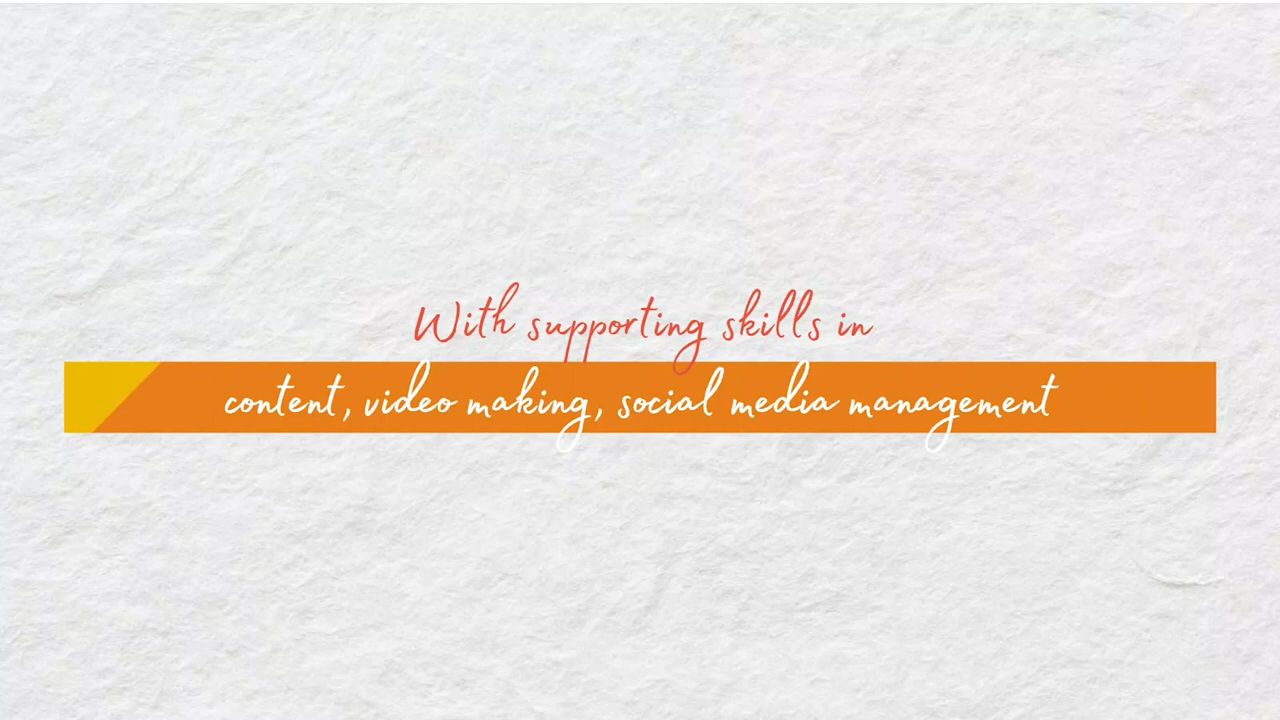 With supporting skills in
content, video making, social media management